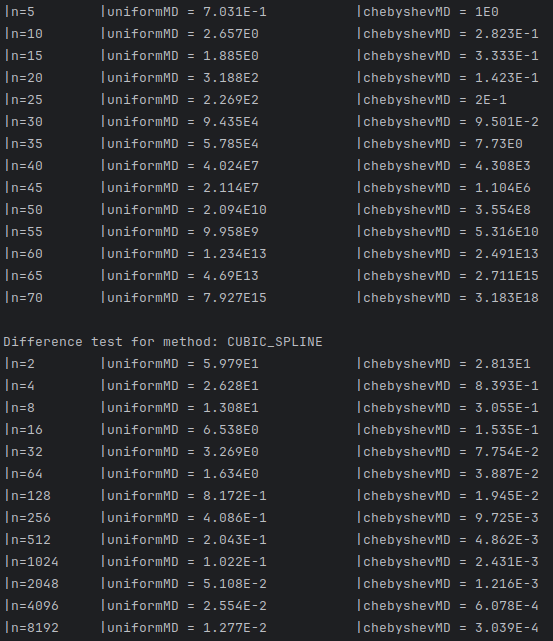 |n=5 |uniformMD = 7.031E-1 |chebyshevMD = 1E0
|n=10 |uniformMD = 2.657E0 |chebyshevMD = 2.823E-1
|n=15 |uniformMD = 1.885E0 |chebyshevMD = 3.333E-1
|n=20 |uniformMD = 3.188E2 |chebyshevMD = 1.423E-1
|n=25 |uniformMD = 2.269E2 |chebyshevMD = 2E-1
|n=30 |uniformMD = 9.435E4 |chebyshevMD = 9.501E-2
|n=35 |uniformMD = 5.785E4 |chebyshevMD = 7.73E0
|n=40 |uniformMD = 4.024E7 |chebyshevMD = 4.308E3
|n=45 |uniformMD = 2.114E7 |chebyshevMD = 1.104E6
|n=50 |uniformMD = 2.094E10 |chebyshevMD = 3.554E8
|n=55 |uniformMD = 9.958E9 |chebyshevMD = 5.316E10
|n=60 |uniformMD = 1.234E13 |chebyshevMD = 2.491E13
|n=65 |uniformMD = 4.69E13 |chebyshevMD = 2.711E15
|n=70 |uniformMD = 7.927E15 |chebyshevMD = 3.183E18
Difference test for method: CUBIC_SPLINE
|n=2 |uniformMD = 5.979E1 |chebyshevMD = 2.813E1
|n=4 |uniformMD = 2.628E1 |chebyshevMD = 8.393E-1
|n=8 |uniformMD = 1.308E1 |chebyshevMD = 3.055E-1
|n=16 |uniformMD = 6.538E0 |chebyshevMD = 1.535E-1
|n=32 |uniformMD = 3.269E0 |chebyshevMD = 7.754E-2
|n=64 |uniformMD = 1.634E0 |chebyshevMD = 3.887E-2
|n=128 |uniformMD = 8.172E-1 |chebyshevMD = 1.945E-2
|n=256 |uniformMD = 4.086E-1 |chebyshevMD = 9.725E-3
|n=512 |uniformMD = 2.043E-1 |chebyshevMD = 4.862E-3
|n=1024 |uniformMD = 1.022E-1 |chebyshevMD = 2.431E-3
|n=2048 |uniformMD = 5.108E-2 |chebyshevMD = 1.216E-3
|n=4096 |uniformMD = 2.554E-2 |chebyshevMD = 6.078E-4
|n=8192 |uniformMD = 1.277E-2 |chebyshevMD = 3.039E-4